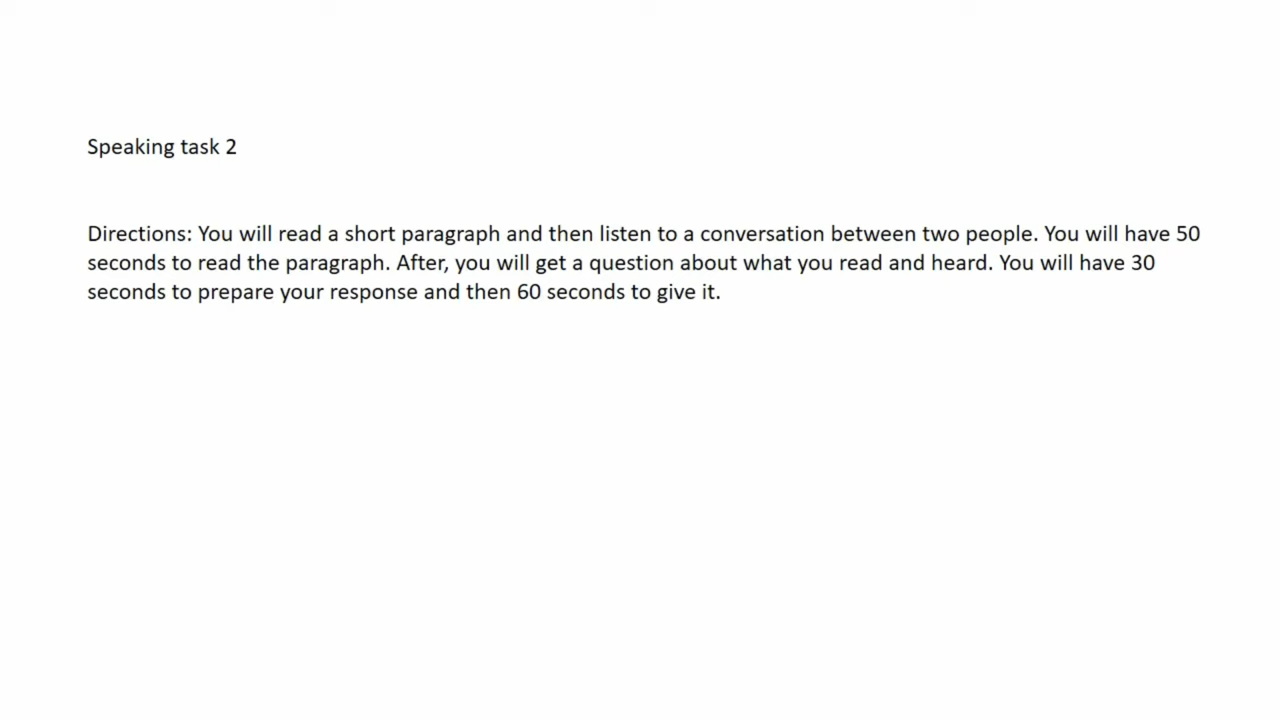 Speaking task 2
Directions: You will read a short paragraph and then listen to a conversation between two people. You will have 50
seconds to read the paragraph. After, you will get a question about what you read and heard. You will have 30
seconds to prepare your response and then 60 seconds to give it.